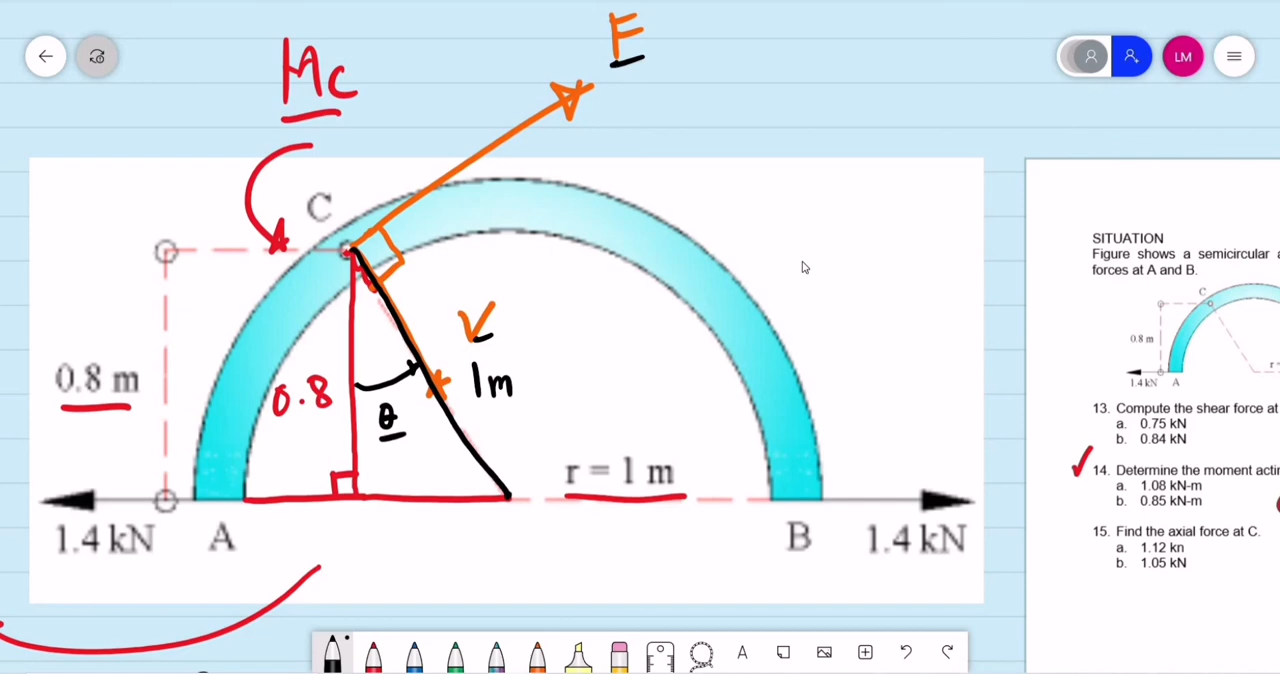 F
Mc
LM
C
SITUATION
Figure shows a semicircular
forces at A and B.
C
0.8 m
1.4 kN A
r
V
1m
0.8 m
0.8
θ
r = 1 m
1.4 kN A B 1.4 kN
13. Compute the shear force at
a. 0.75 kN
b. 0.84 kN
14. Determine the moment acti
a. 1.08 kN-m
b. 0.85 kN-m
15. Find the axial force at C.
a. 1.12 kn
b. 1.05 kN
A